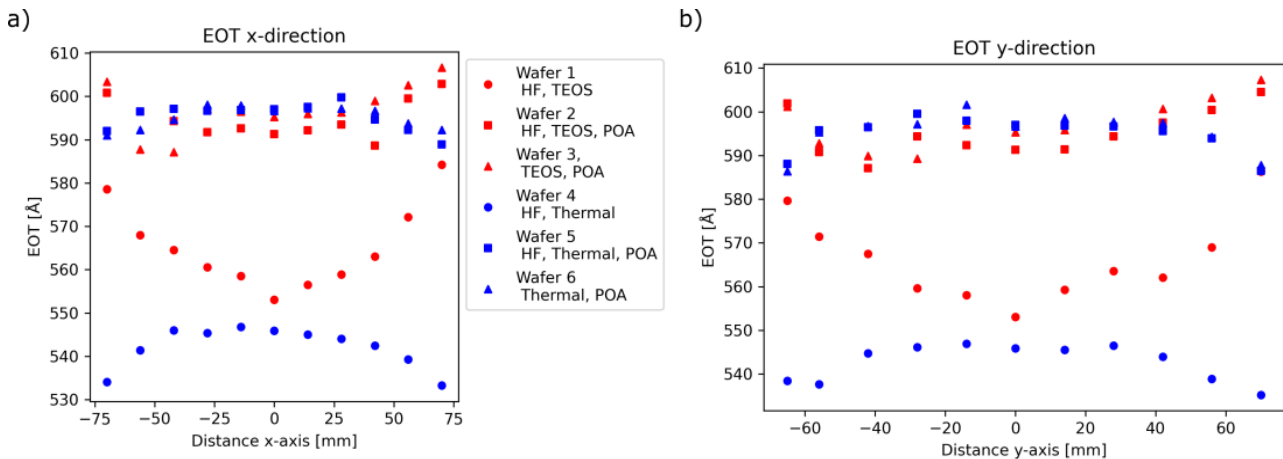 a)
EOT x-direction
610
600
590
580
570
560
550
540
530
EOT [Å]
−75
−50
−25
0
25
50
75
Distance x-axis [mm]
Wafer 1
HF, TEOS
Wafer 2
HF, TEOS, POA
Wafer 3,
TEOS, POA
Wafer 4
HF, Thermal
Wafer 5
HF, Thermal, POA
Wafer 6
Thermal, POA
b)
EOT y-direction
610
600
590
580
570
560
550
540
EOT [Å]
−60
−40
−20
0
20
40
60
Distance y-axis [mm]